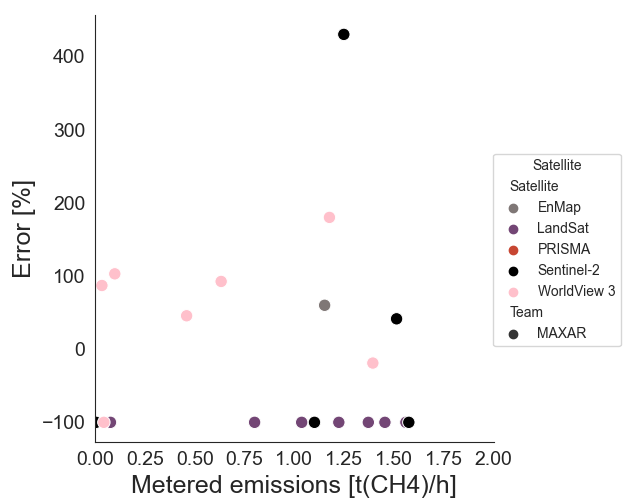 400
300
200
100
0
−100
Error [%]
0.00 0.25 0.50 0.75 1.00 1.25 1.50 1.75 2.00
Metered emissions [t(CH4)/h]
Satellite
Satellite
EnMap
LandSat
PRISMA
Sentinel-2
WorldView 3
Team
MAXAR